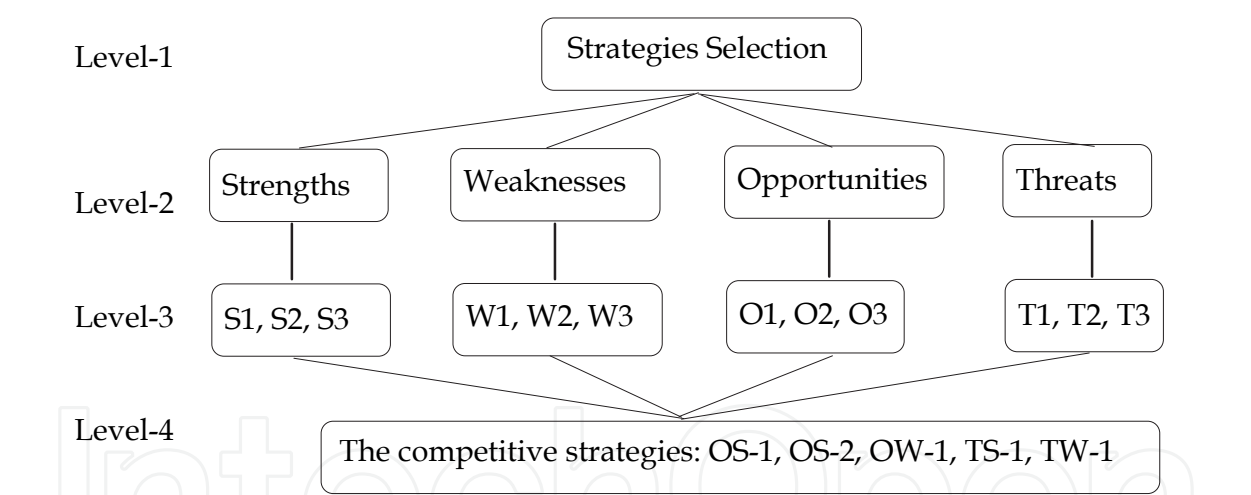 Level-1
Strategies Selection
Level-2
Strengths
Weaknesses
Opportunities
Threats
Level-3
S1, S2, S3
W1, W2, W3
O1, O2, O3
T1, T2, T3
Level-4
The competitive strategies: OS-1, OS-2, OW-1, TS-1, TW-1
IntechOpen